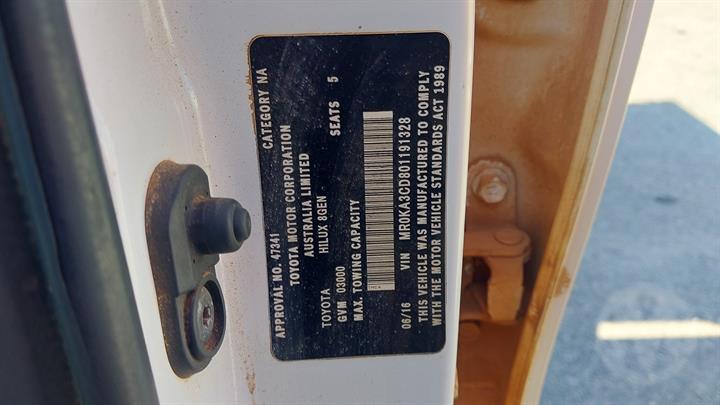 APPROVAL NO. 47341 CATEGORY NA
TOYOTA MOTOR CORPORATION
AUSTRALIA LIMITED
TOYOTA HILUX 8GEN
GVM 03000 SEATS 5
MAX. TOWING CAPACITY
06/16 VIN MR0KA3CD801191328
THIS VEHICLE WAS MANUFACTURED TO COMPLY
WITH THE MOTOR VEHICLE STANDARDS ACT 1989